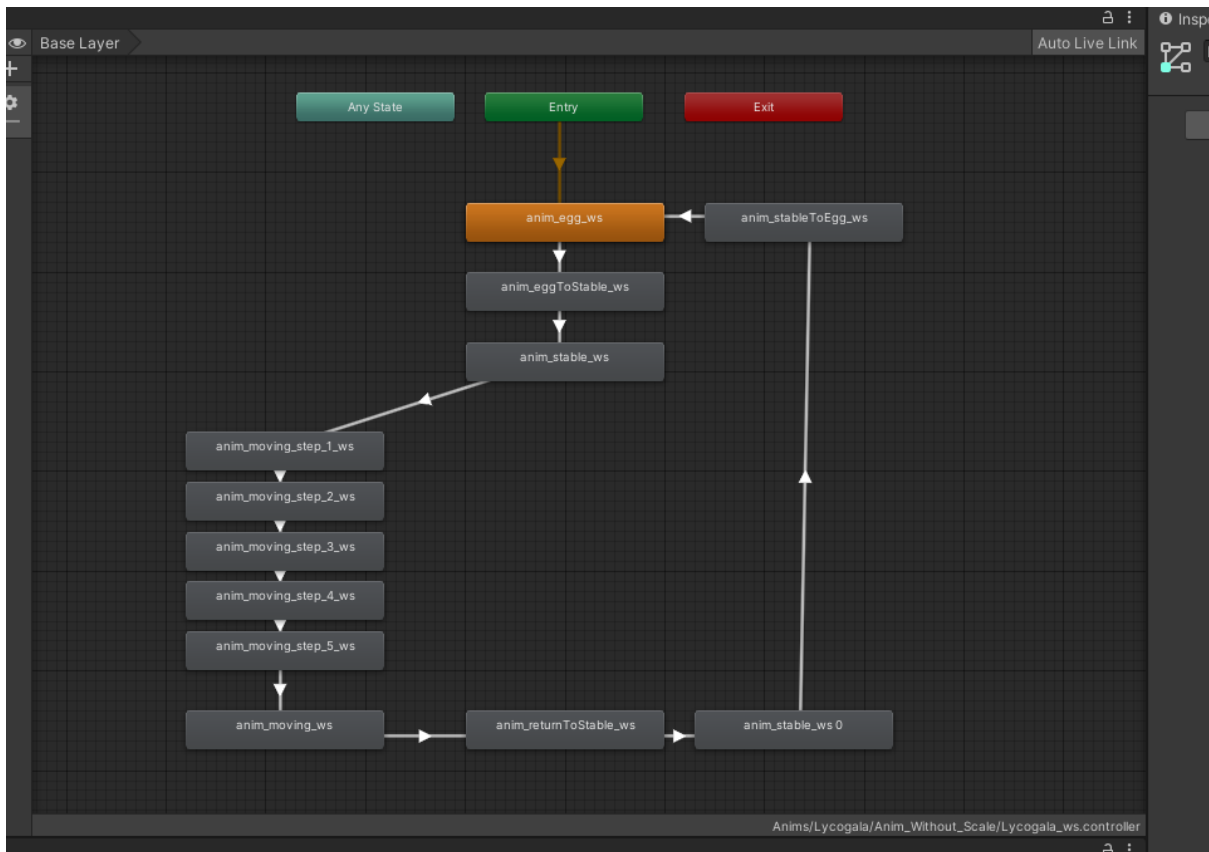 Inspe
Base Layer
Auto Live Link
Any State
Entry
Exit
anim_egg_ws
anim_stableToEgg_ws
anim_eggToStable_ws
anim_stable_ws
anim_moving_step_1_ws
anim_moving_step_2_ws
anim_moving_step_3_ws
anim_moving_step_4_ws
anim_moving_step_5_ws
anim_moving_ws
anim_returnToStable_ws
anim_stable_ws 0
Anims/Lycogala/Anim_Without_Scale/Lycogala_ws.controller